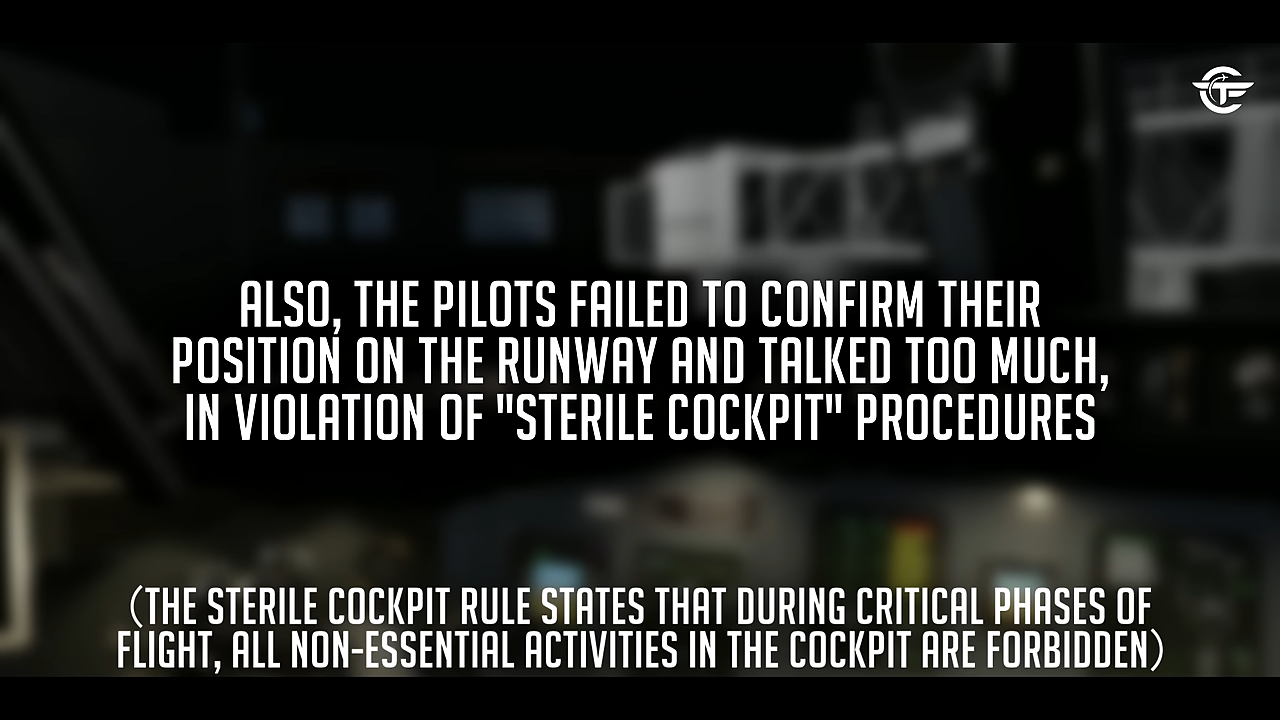 ALSO, THE PILOTS FAILED TO CONFIRM THEIR
POSITION ON THE RUNWAY AND TALKED TOO MUCH,
IN VIOLATION OF "STERILE COCKPIT" PROCEDURES
(THE STERILE COCKPIT RULE STATES THAT DURING CRITICAL PHASES OF
FLIGHT, ALL NON-ESSENTIAL ACTIVITIES IN THE COCKPIT ARE FORBIDDEN)